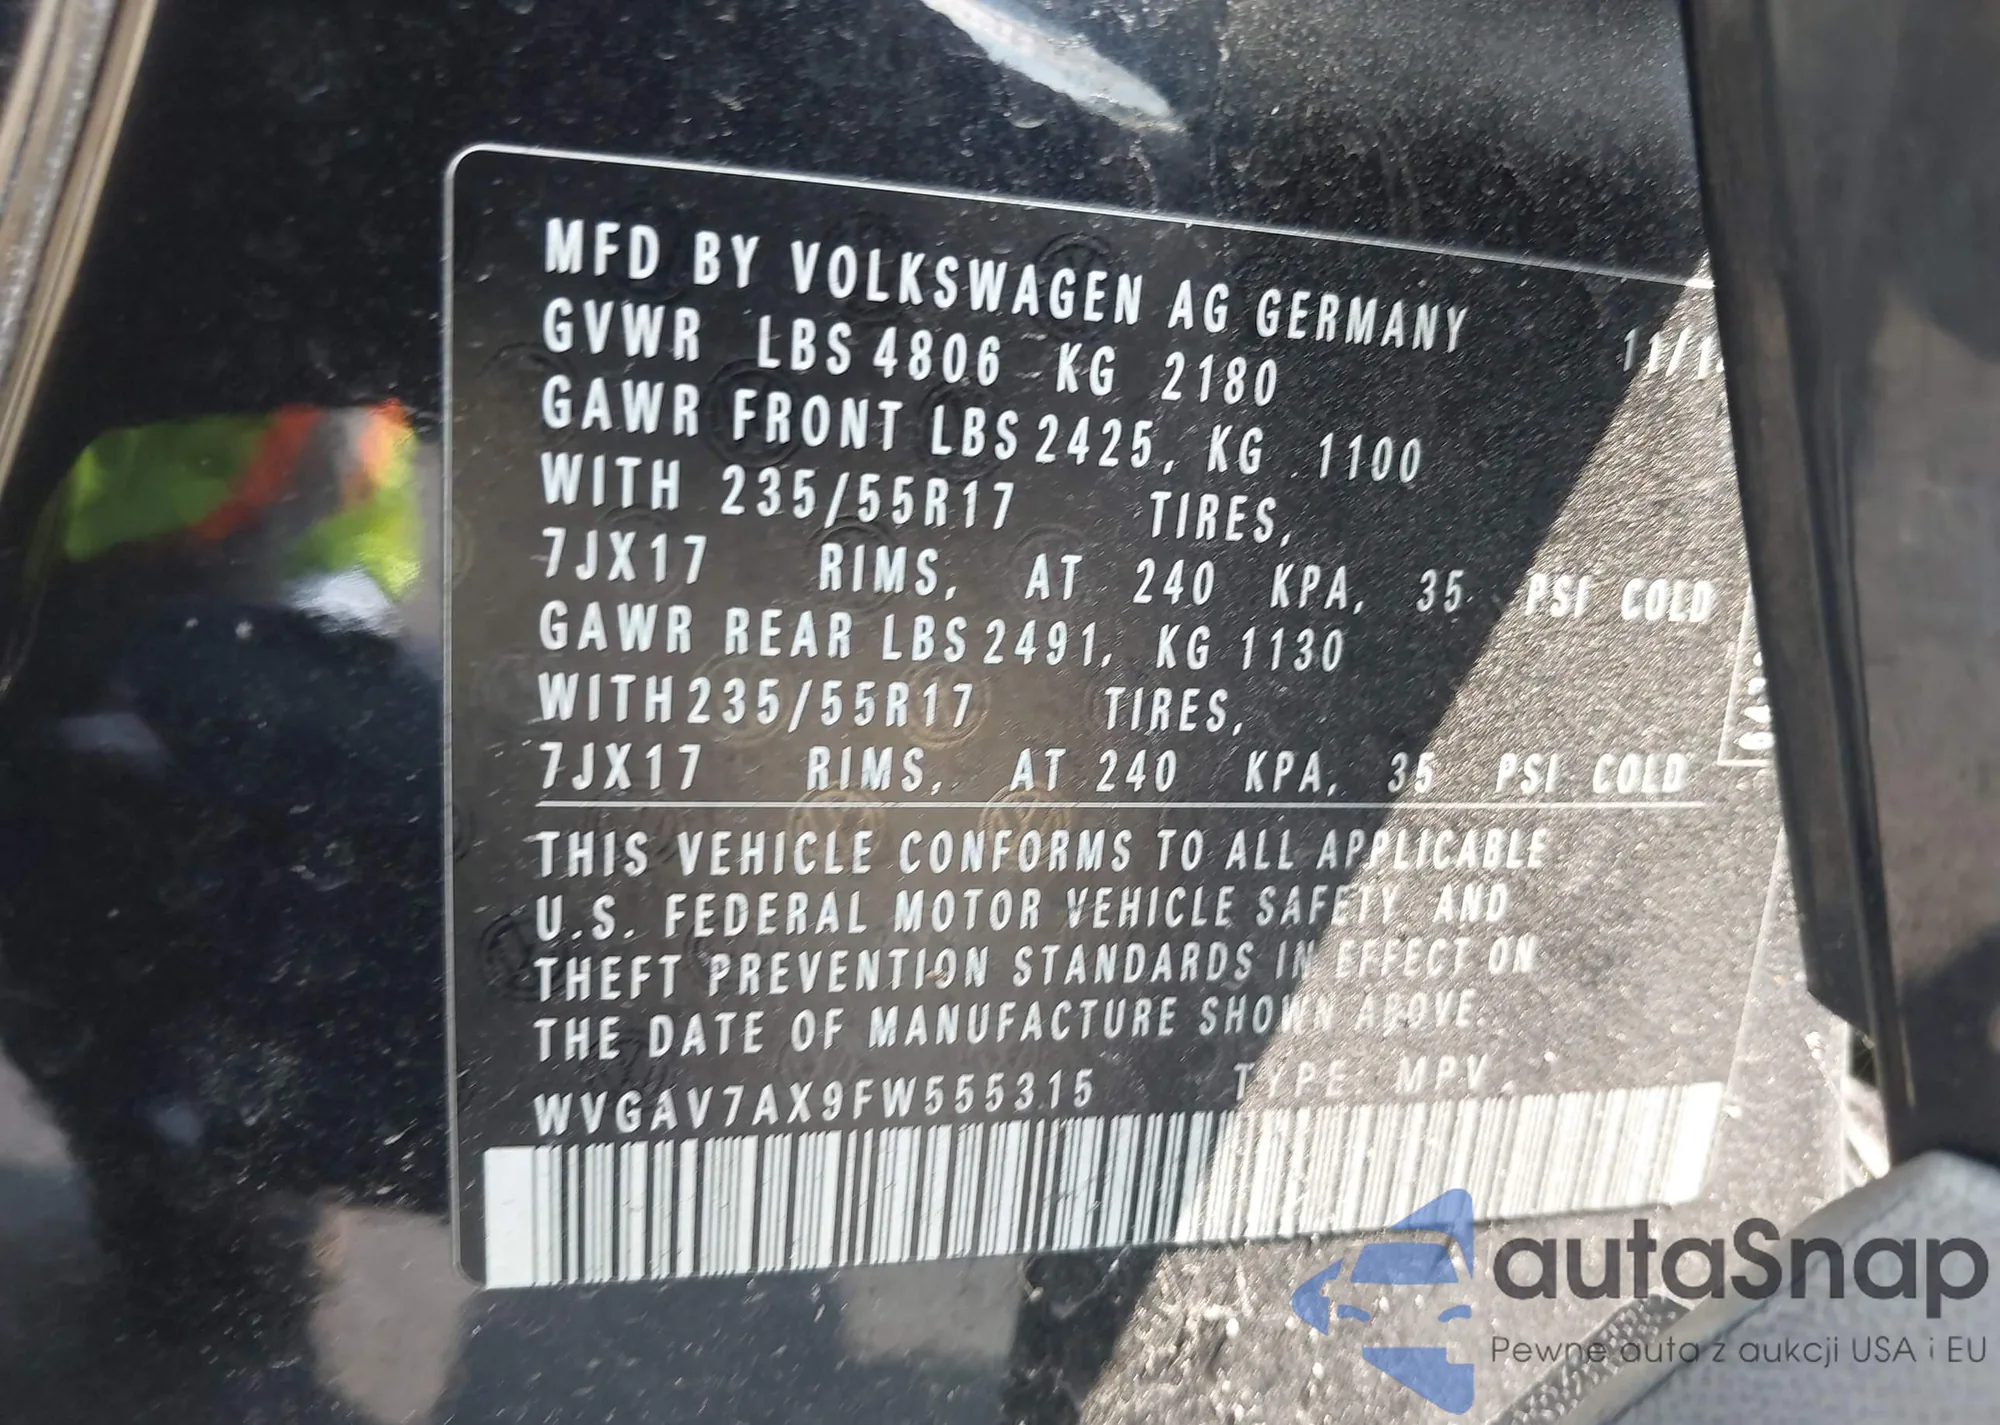 MFD BY VOLKSWAGEN AG GERMANY
GVWR LBS 4806 KG 2180
GAWR FRONT LBS 2425, KG 1100
WITH 235/55R17 TIRES,
7JX17 RIMS, AT 240 KPA, 35 PSI COLD
GAWR REAR LBS 2491, KG 1130
WITH 235/55R17 TIRES,
7JX17 RIMS, AT 240 KPA, 35 PSI COLD
THIS VEHICLE CONFORMS TO ALL APPLICABLE
U.S. FEDERAL MOTOR VEHICLE SAFETY AND
THEFT PREVENTION STANDARDS IN EFFECT ON
THE DATE OF MANUFACTURE SHOWN ABOVE.
WVGAV7AX9FW555315 TYPE: MPV.
autaSnap
Pewne auta z aukcji USA i EU